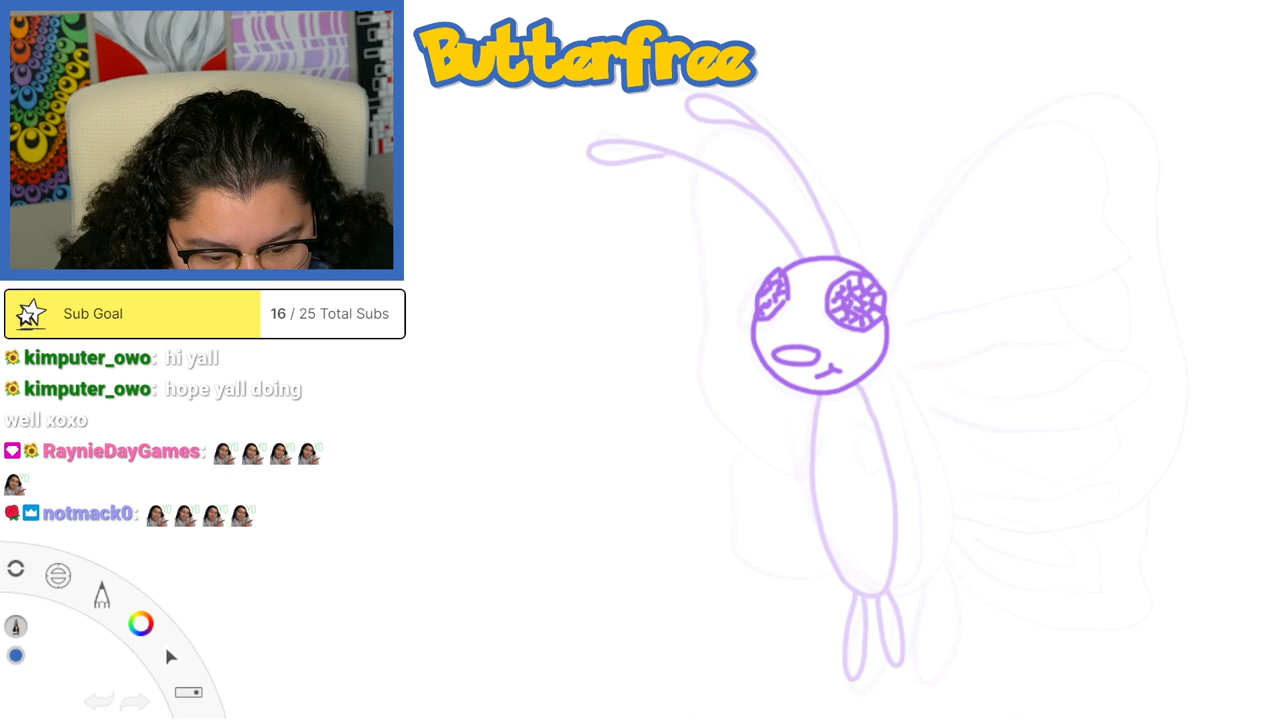 Butterfree
Sub Goal
16 / 25 Total Subs
kimputer_owo: hi yall
kimputer_owo: hope yall doing
well xoxo
RaynieDayGames:
notmack0: